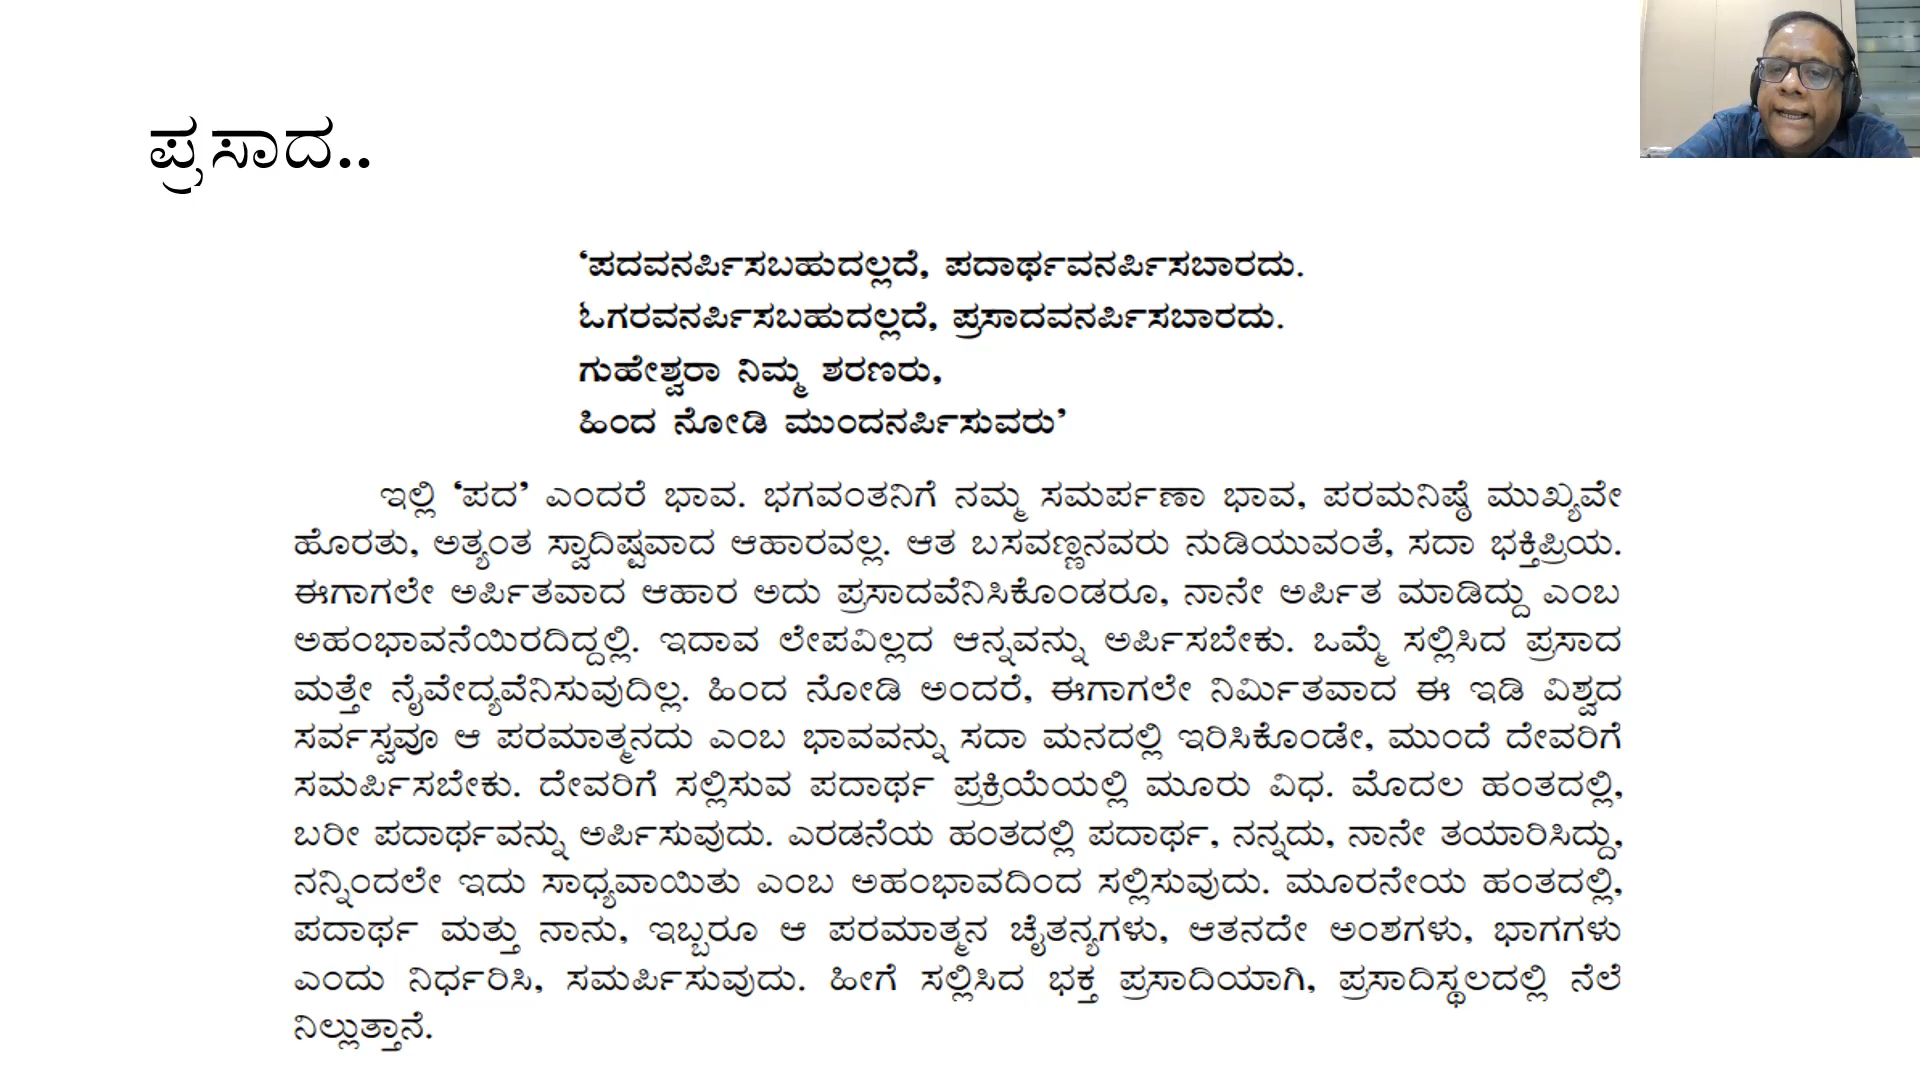 ಪ್ರಸಾದ..
‘ಪದವನರ್ಪಿಸಬಹುದಲ್ಲದೆ, ಪದಾರ್ಥವನರ್ಪಿಸಬಾರದು.
ಓಗರವನರ್ಪಿಸಬಹುದಲ್ಲದೆ, ಪ್ರಸಾದವನರ್ಪಿಸಬಾರದು.
ಗುಹೇಶ್ವರಾ ನಿಮ್ಮ ಶರಣರು,
ಹಿಂದ ನೋಡಿ ಮುಂದನರ್ಪಿಸುವರು’
ಇಲ್ಲಿ ‘ಪದ’ ಎಂದರೆ ಭಾವ. ಭಗವಂತನಿಗೆ ನಮ್ಮ ಸಮರ್ಪಣಾ ಭಾವ, ಪರಮನಿಷ್ಠೆ ಮುಖ್ಯವೇ
ಹೊರತು, ಅತ್ಯಂತ ಸ್ವಾದಿಷ್ಟವಾದ ಆಹಾರವಲ್ಲ. ಆತ ಬಸವಣ್ಣನವರು ನುಡಿಯುವಂತೆ, ಸದಾ ಭಕ್ತಿಪ್ರಿಯ.
ಈಗಾಗಲೇ ಅರ್ಪಿತವಾದ ಆಹಾರ ಅದು ಪ್ರಸಾದವೆನಿಸಿಕೊಂಡರೂ, ನಾನೇ ಅರ್ಪಿತ ಮಾಡಿದ್ದು ಎಂಬ
ಅಹಂಭಾವನೆಯಿರದಿದ್ದಲ್ಲಿ. ಇದಾವ ಲೇಪವಿಲ್ಲದ ಆನ್ನವನ್ನು ಅರ್ಪಿಸಬೇಕು. ಒಮ್ಮೆ ಸಲ್ಲಿಸಿದ ಪ್ರಸಾದ
ಮತ್ತೇ ನೈವೇದ್ಯವೆನಿಸುವುದಿಲ್ಲ. ಹಿಂದ ನೋಡಿ ಅಂದರೆ, ಈಗಾಗಲೇ ನಿರ್ಮಿತವಾದ ಈ ಇಡಿ ವಿಶ್ವದ
ಸರ್ವಸ್ವವೂ ಆ ಪರಮಾತ್ಮನದು ಎಂಬ ಭಾವವನ್ನು ಸದಾ ಮನದಲ್ಲಿ ಇರಿಸಿಕೊಂಡೇ, ಮುಂದೆ ದೇವರಿಗೆ
ಸಮರ್ಪಿಸಬೇಕು. ದೇವರಿಗೆ ಸಲ್ಲಿಸುವ ಪದಾರ್ಥ ಪ್ರಕ್ರಿಯೆಯಲ್ಲಿ ಮೂರು ವಿಧ. ಮೊದಲ ಹಂತದಲ್ಲಿ,
ಬರೀ ಪದಾರ್ಥವನ್ನು ಅರ್ಪಿಸುವುದು. ಎರಡನೆಯ ಹಂತದಲ್ಲಿ ಪದಾರ್ಥ, ನನ್ನದು, ನಾನೇ ತಯಾರಿಸಿದ್ದು,
ನನ್ನಿಂದಲೇ ಇದು ಸಾಧ್ಯವಾಯಿತು ಎಂಬ ಅಹಂಭಾವದಿಂದ ಸಲ್ಲಿಸುವುದು. ಮೂರನೇಯ ಹಂತದಲ್ಲಿ,
ಪದಾರ್ಥ ಮತ್ತು ನಾನು, ಇಬ್ಬರೂ ಆ ಪರಮಾತ್ಮನ ಚೈತನ್ಯಗಳು, ಆತನದೇ ಅಂಶಗಳು, ಭಾಗಗಳು
ಎಂದು ನಿರ್ಧರಿಸಿ, ಸಮರ್ಪಿಸುವುದು. ಹೀಗೆ ಸಲ್ಲಿಸಿದ ಭಕ್ತ ಪ್ರಸಾದಿಯಾಗಿ, ಪ್ರಸಾದಿಸ್ಥಲದಲ್ಲಿ ನೆಲೆ
ನಿಲ್ಲುತ್ತಾನೆ.